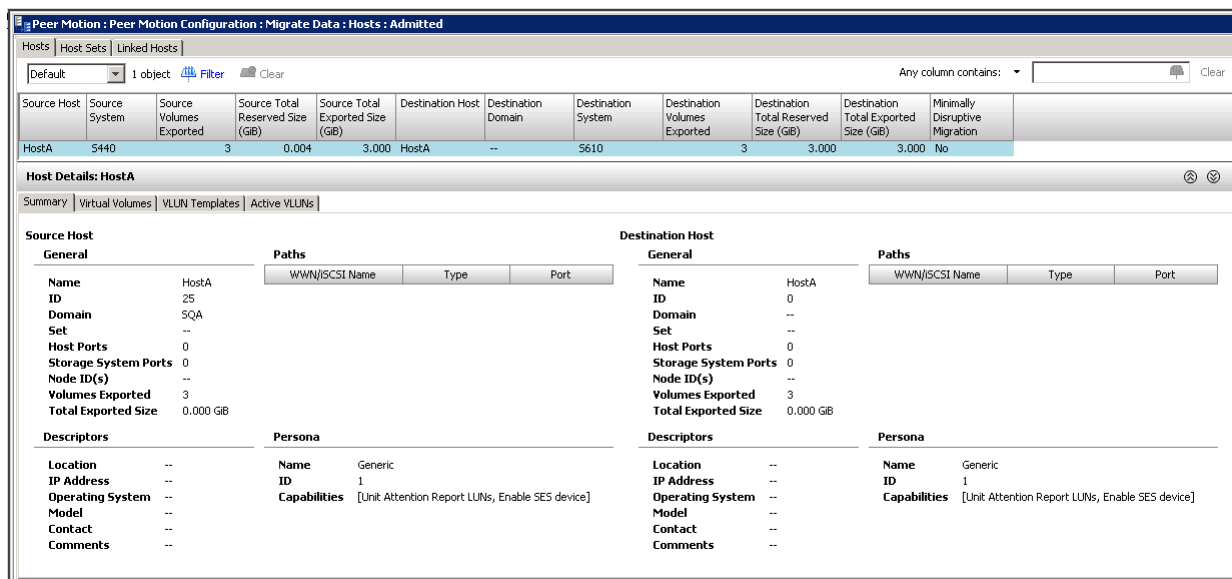 Peer Motion : Peer Motion Configuration : Migrate Data : Hosts : Admitted
Hosts Host Sets Linked Hosts
Default 1 object Filter Clear Any column contains: Clear
Source Host Source System Source Volumes Exported Source Total Reserved Size (GiB) Source Total Exported Size (GiB) Destination Host Destination Domain Destination System Destination Volumes Exported Destination Total Reserved Size (GiB) Destination Total Exported Size (GiB) Minimally Disruptive Migration
HostA S440 3 0.004 3.000 HostA -- S610 3 3.000 3.000 No
Host Details: HostA
Summary Virtual Volumes VLUN Templates Active VLUNs
Source Host Destination Host
General Paths General Paths
WWN/iSCSI Name Type Port WWN/iSCSI Name Type Port
Name HostA Name HostA
ID 25 ID 0
Domain SQA Domain --
Set -- Set --
Host Ports 0 Host Ports 0
Storage System Ports 0 Storage System Ports 0
Node ID(s) -- Node ID(s) --
Volumes Exported 3 Volumes Exported 3
Total Exported Size 0.000 GiB Total Exported Size 0.000 GiB
Descriptors Persona Descriptors Persona
Location -- Name Generic Location -- Name Generic
IP Address -- ID 1 IP Address -- ID 1
Operating System -- Capabilities [Unit Attention Report LUNs, Enable SES device] Operating System -- Capabilities [Unit Attention Report LUNs, Enable SES device]
Model -- Model --
Contact -- Contact --
Comments -- Comments --